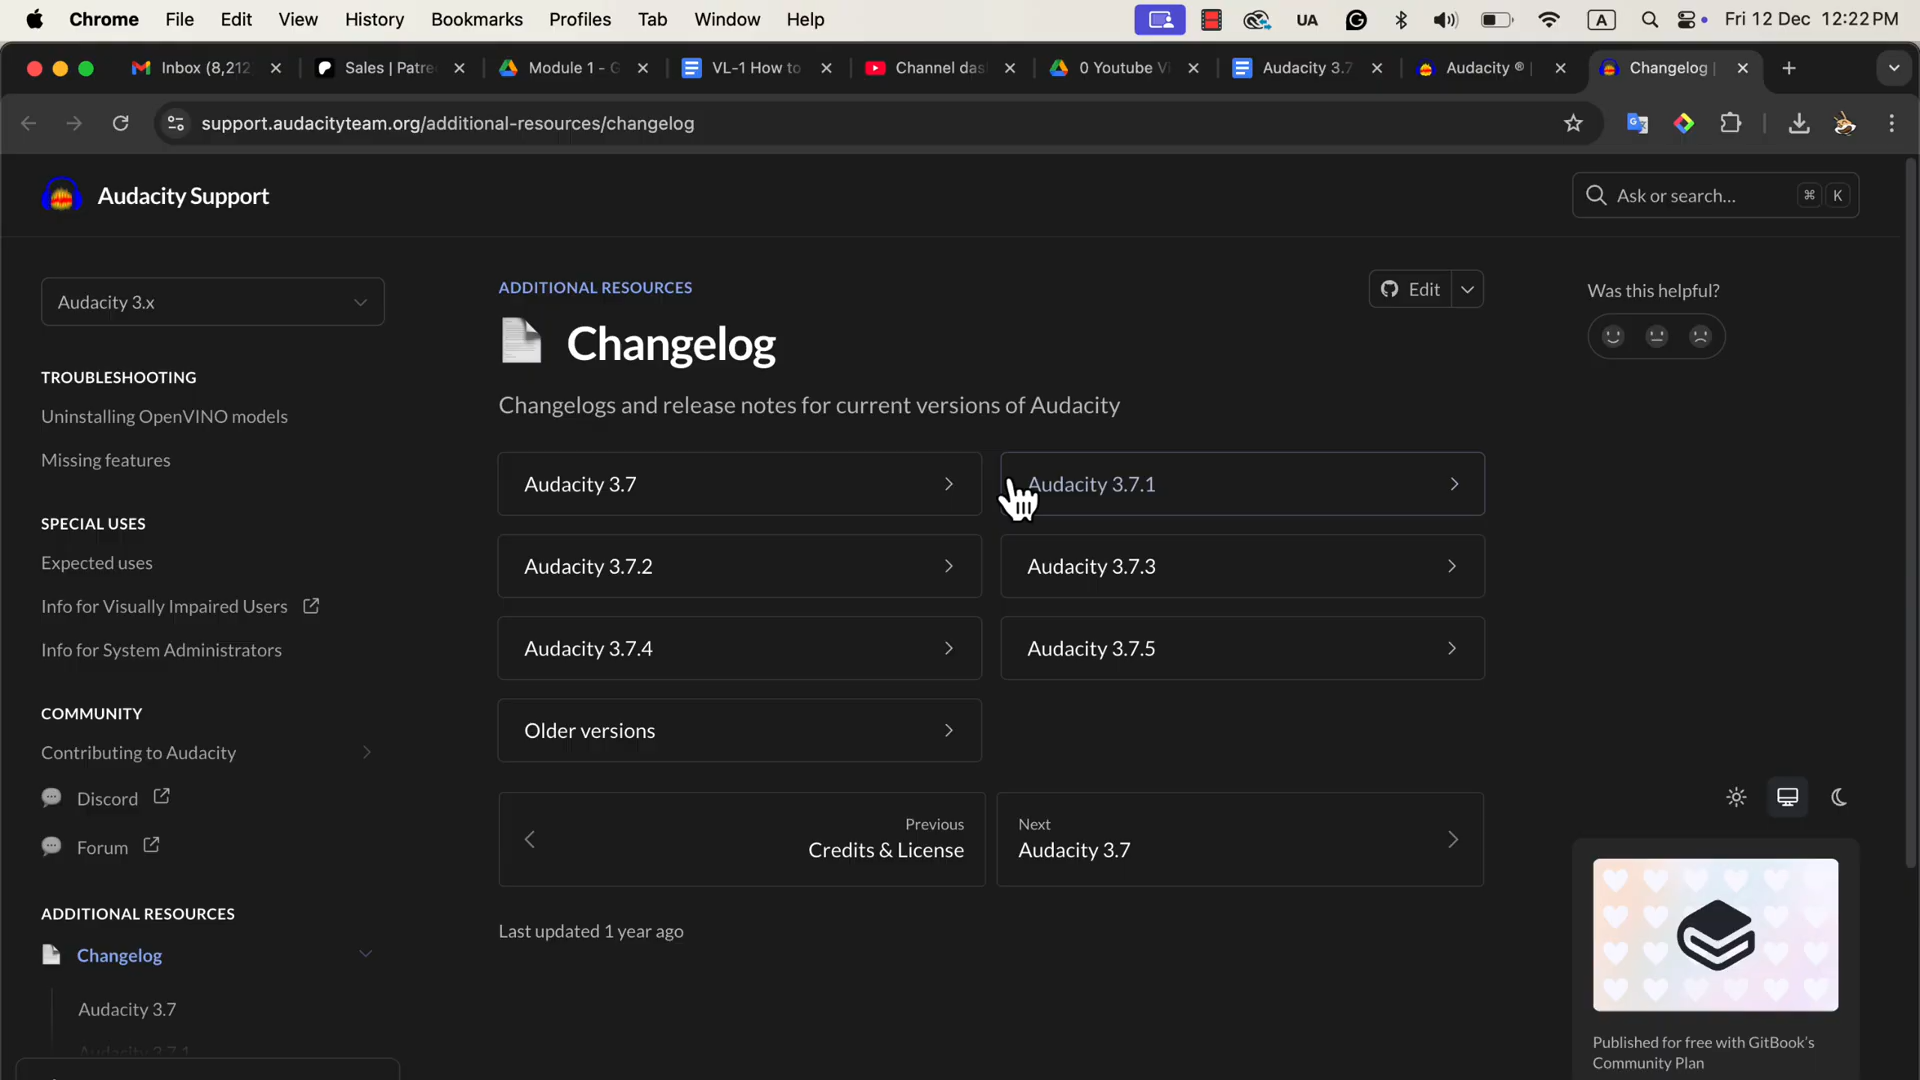 Chrome File Edit View History Bookmarks Profiles Tab Window Help UA A Fri 12 Dec 12:22 PM
Inbox (8,212 Sales | Patre Module 1 - G VL-1 How to Channel das 0 Youtube Vi Audacity 3.7 Audacity ® | Changelog |
support.audacityteam.org/additional-resources/changelog
Audacity Support
Ask or search... ⌘ K
Audacity 3.x
TROUBLESHOOTING
Uninstalling OpenVINO models
Missing features
SPECIAL USES
Expected uses
Info for Visually Impaired Users
Info for System Administrators
COMMUNITY
Contributing to Audacity
Discord
Forum
ADDITIONAL RESOURCES
Changelog
Audacity 3.7
Audacity 3.7.1
ADDITIONAL RESOURCES
Edit
Changelog
Changelogs and release notes for current versions of Audacity
Audacity 3.7
Audacity 3.7.1
Audacity 3.7.2
Audacity 3.7.3
Audacity 3.7.4
Audacity 3.7.5
Older versions
Previous
Credits & License
Next
Audacity 3.7
Last updated 1 year ago
Was this helpful?
Published for free with GitBook's
Community Plan